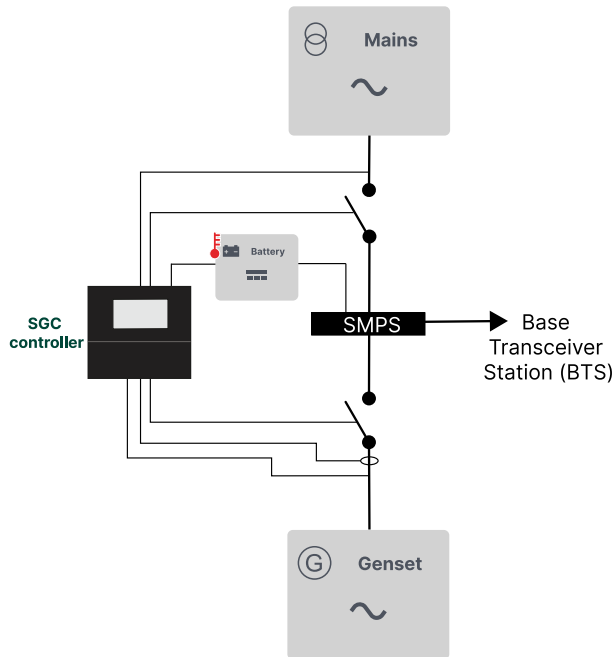 Mains
Battery
SGC
controller
SMPS
Base
Transceiver
Station (BTS)
G
Genset